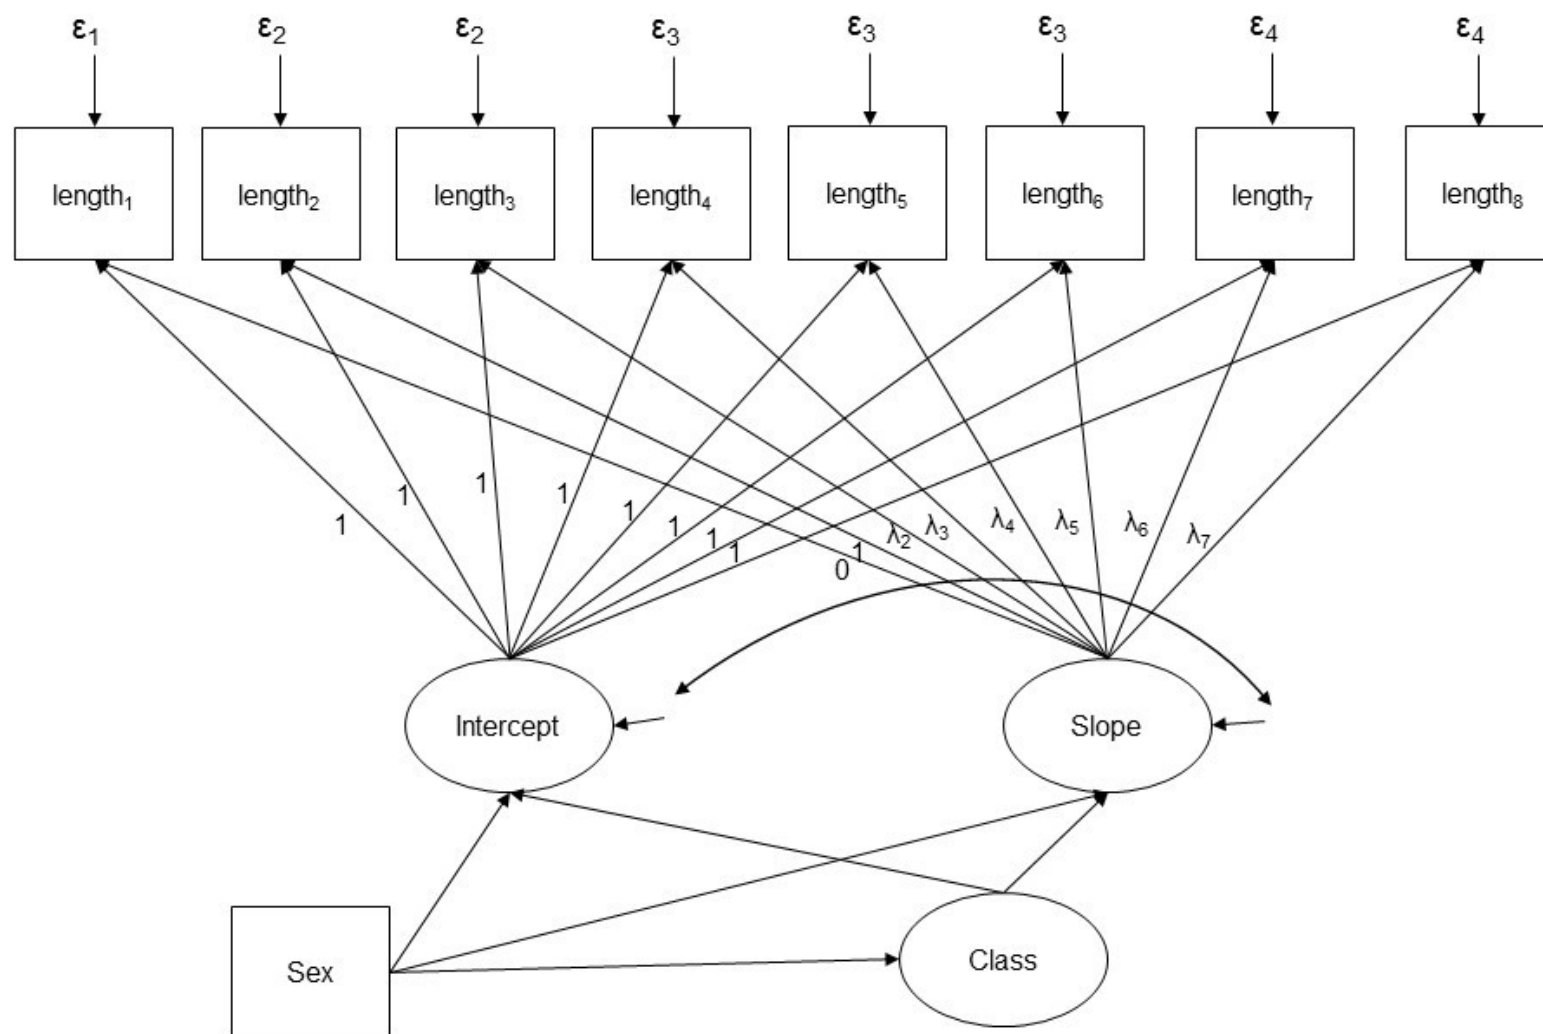 ε₁ ε₂ ε₂ ε₃ ε₃ ε₃ ε₄ ε₄
length₁ length₂ length₃ length₄ length₅ length₆ length₇ length₈
1 1 1 1 1 1 1 1 0 1 λ₂ λ₃ λ₄ λ₅ λ₆ λ₇
Intercept Slope
Sex Class